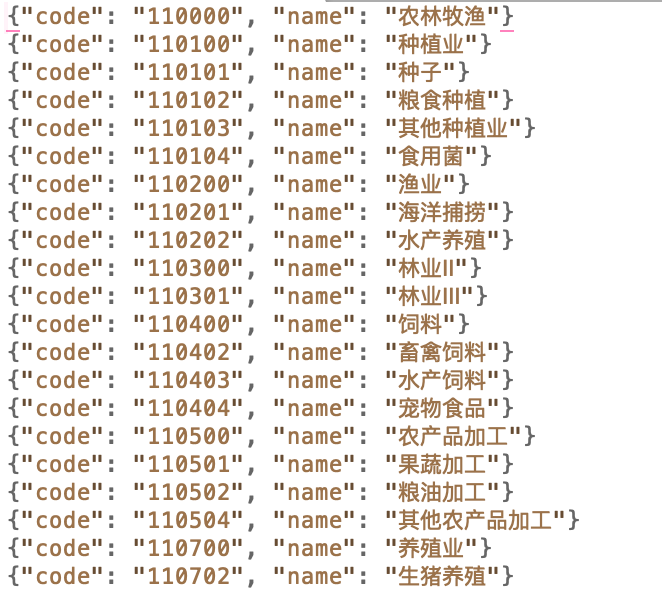 {"code": "110000", "name": "农林牧渔"}
{"code": "110100", "name": "种植业"}
{"code": "110101", "name": "种子"}
{"code": "110102", "name": "粮食种植"}
{"code": "110103", "name": "其他种植业"}
{"code": "110104", "name": "食用菌"}
{"code": "110200", "name": "渔业"}
{"code": "110201", "name": "海洋捕捞"}
{"code": "110202", "name": "水产养殖"}
{"code": "110300", "name": "林业Ⅱ"}
{"code": "110301", "name": "林业Ⅲ"}
{"code": "110400", "name": "饲料"}
{"code": "110402", "name": "畜禽饲料"}
{"code": "110403", "name": "水产饲料"}
{"code": "110404", "name": "宠物食品"}
{"code": "110500", "name": "农产品加工"}
{"code": "110501", "name": "果蔬加工"}
{"code": "110502", "name": "粮油加工"}
{"code": "110504", "name": "其他农产品加工"}
{"code": "110700", "name": "养殖业"}
{"code": "110702", "name": "生猪养殖"}